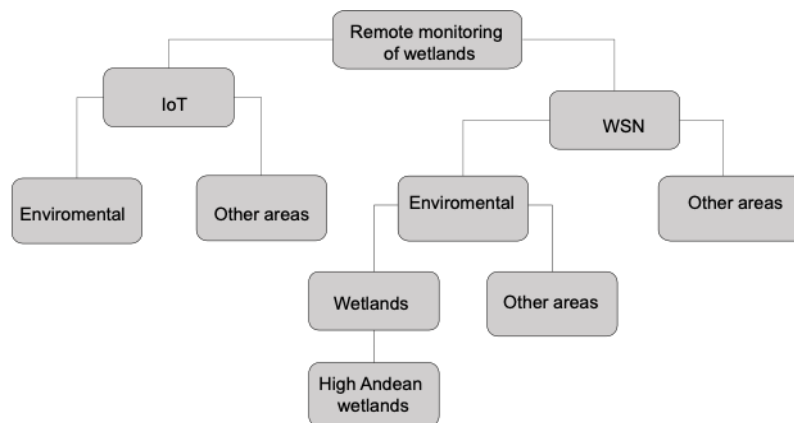 Remote monitoring
of wetlands
IoT
WSN
Enviromental
Other areas
Enviromental
Other areas
Wetlands
Other areas
High Andean
wetlands